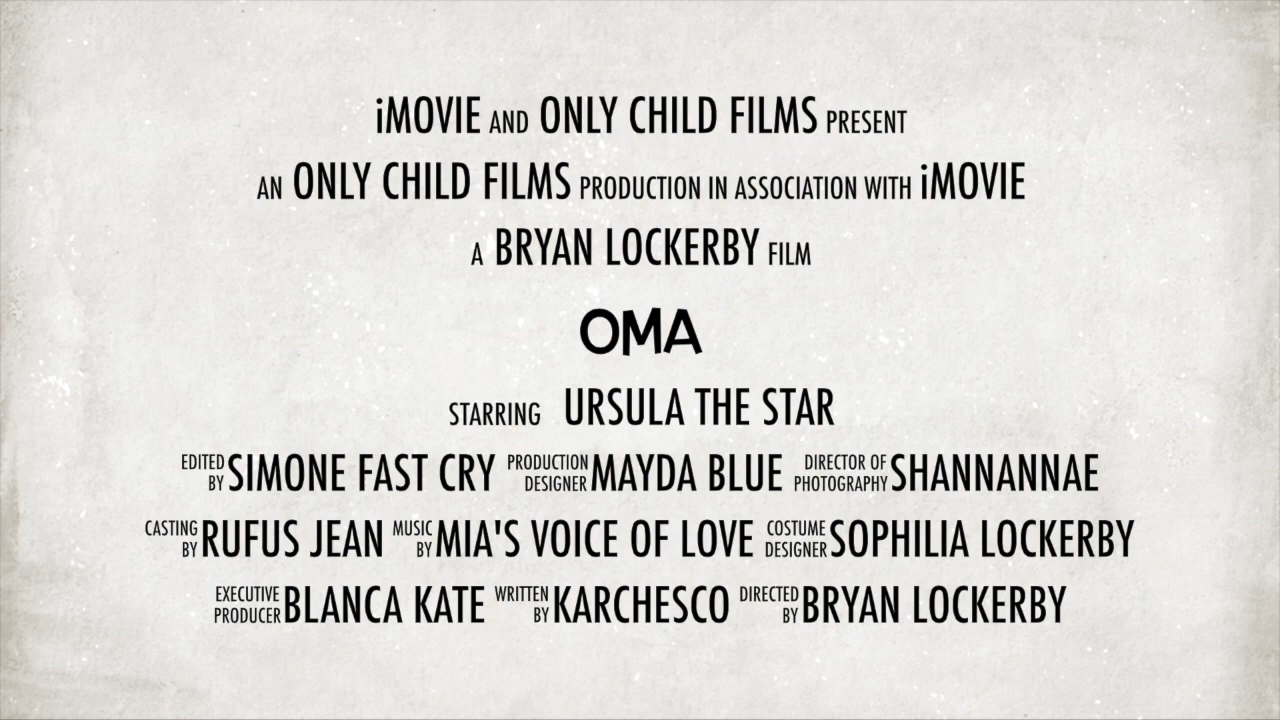 iMOVIE AND ONLY CHILD FILMS PRESENT
AN ONLY CHILD FILMS PRODUCTION IN ASSOCIATION WITH iMOVIE
A BRYAN LOCKERBY FILM
OMA
STARRING URSULA THE STAR
EDITED BY SIMONE FAST CRY PRODUCTION DESIGNER MAYDA BLUE DIRECTOR OF PHOTOGRAPHY SHANNANNAE
CASTING BY RUFUS JEAN MUSIC BY MIA'S VOICE OF LOVE COSTUME DESIGNER SOPHILIA LOCKERBY
EXECUTIVE PRODUCER BLANCA KATE WRITTEN BY KARCHESCO DIRECTED BY BRYAN LOCKERBY